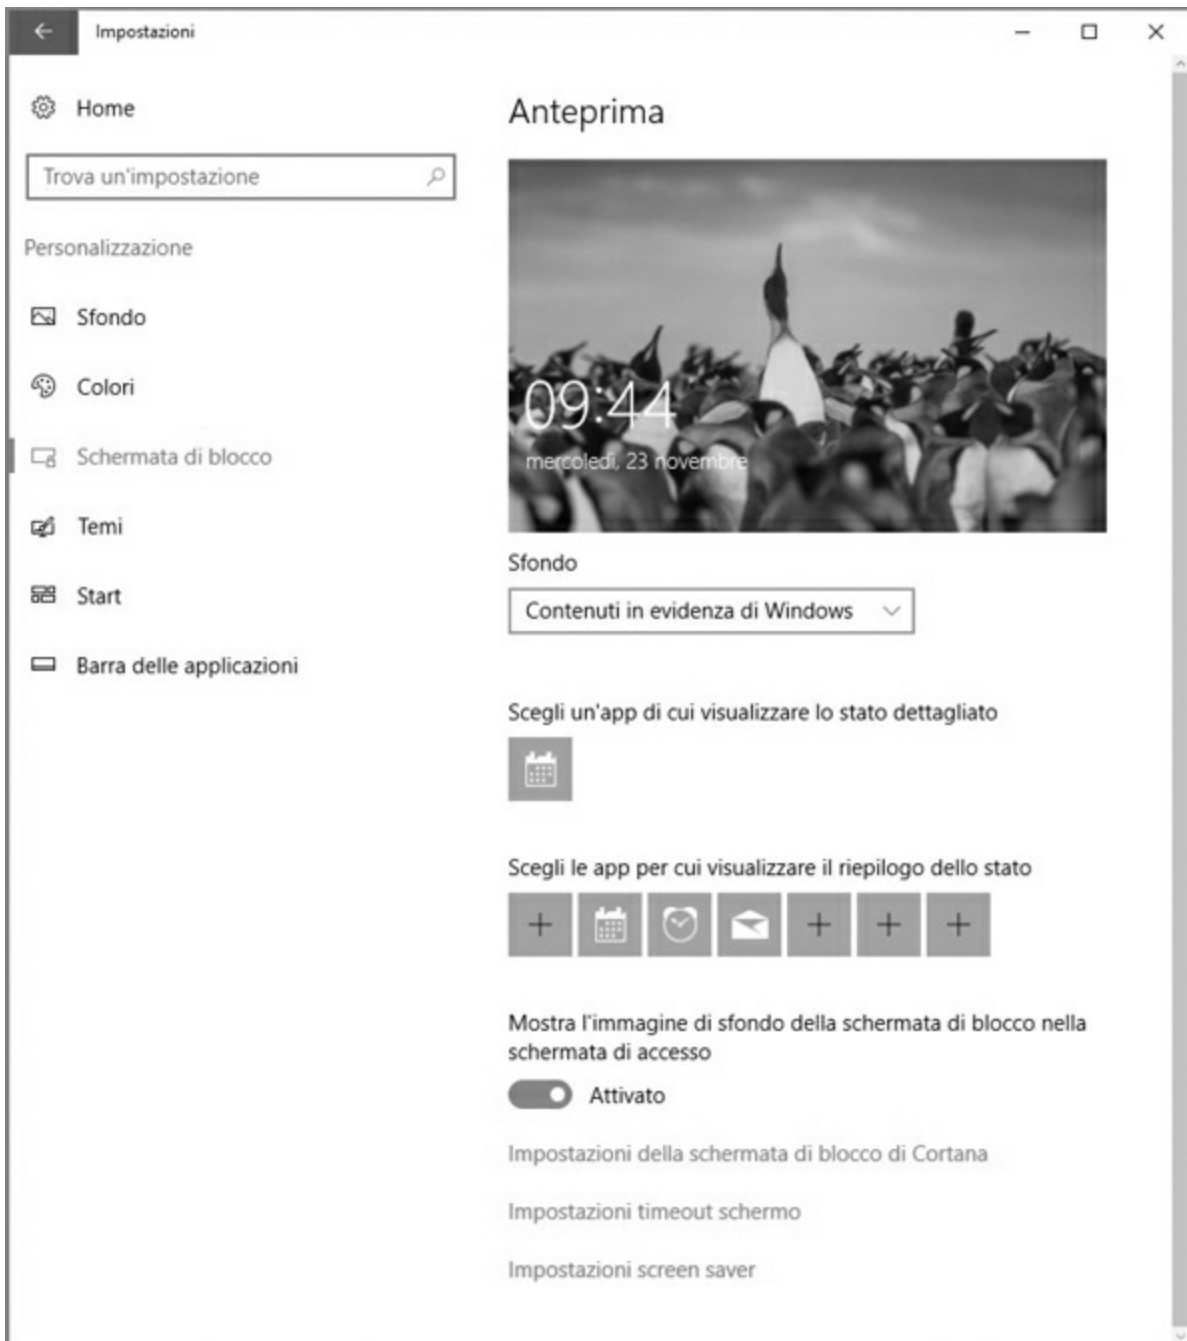 Impostazioni
Home
Trova un'impostazione
Personalizzazione
Sfondo
Colori
Schermata di blocco
Temi
Start
Barra delle applicazioni
Anteprima
09:44
mercoledì, 23 novembre
Sfondo
Contenuti in evidenza di Windows
Scegli un'app di cui visualizzare lo stato dettagliato
Scegli le app per cui visualizzare il riepilogo dello stato
Mostra l'immagine di sfondo della schermata di blocco nella
schermata di accesso
Attivato
Impostazioni della schermata di blocco di Cortana
Impostazioni timeout schermo
Impostazioni screen saver